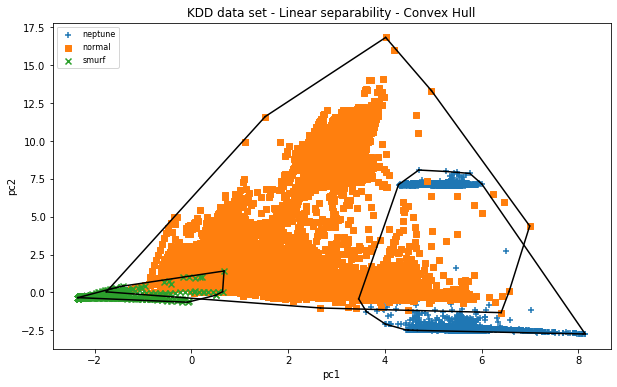 KDD data set - Linear separability - Convex Hull
neptune
normal
smurf
17.5
15.0
12.5
10.0
7.5
5.0
2.5
0.0
−2.5
pc2
−2 0 2 4 6 8
pc1